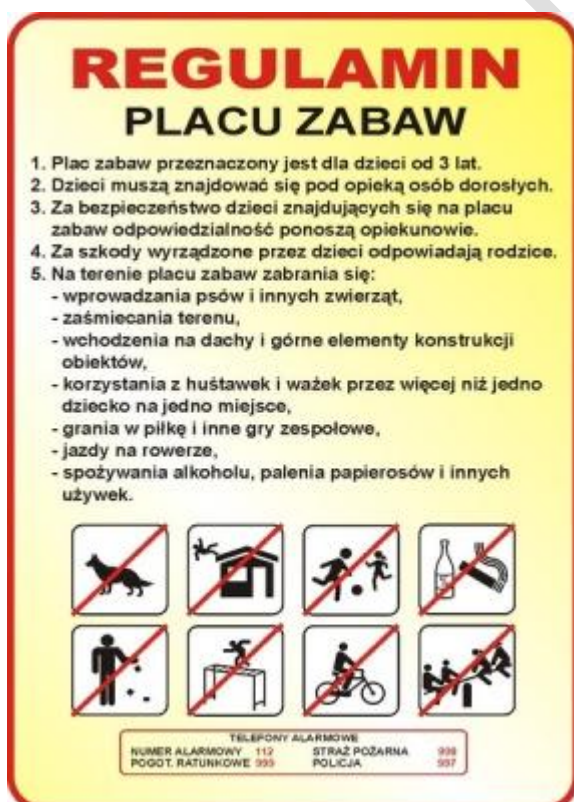 REGULAMIN
PLACU ZABAW
1. Plac zabaw przeznaczony jest dla dzieci od 3 lat.
2. Dzieci muszą znajdować się pod opieką osób dorosłych.
3. Za bezpieczeństwo dzieci znajdujących się na placu
zabaw odpowiedzialność ponoszą opiekunowie.
4. Za szkody wyrządzone przez dzieci odpowiadają rodzice.
5. Na terenie placu zabaw zabrania się:
- wprowadzania psów i innych zwierząt,
- zaśmiecania terenu,
- wchodzenia na dachy i górne elementy konstrukcji
obiektów,
- korzystania z huśtawek i ważek przez więcej niż jedno
dziecko na jedno miejsce,
- grania w piłkę i inne gry zespołowe,
- jazdy na rowerze,
- spożywania alkoholu, palenia papierosów i innych
używek.
TELEFONY ALARMOWE
NUMER ALARMOWY 112 STRAŻ POŻARNA 998
POGOT. RATUNKOWE 999 POLICJA 997